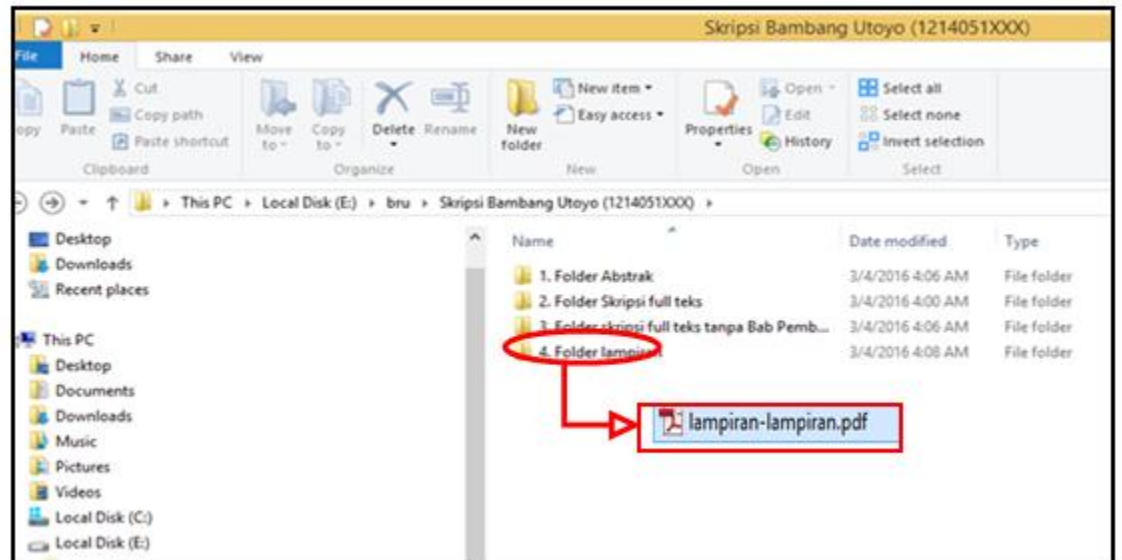 Skripsi Bambang Utoyo (1214051XXX)
File Home Share View
Cut
Copy path
Paste shortcut
Paste
Move to
Copy to
Delete
Rename
New folder
New item
Easy access
Properties
Open
Edit
History
Select all
Select none
Invert selection
Clipboard
Organize
New
Open
Select
This PC Local Disk (E:) bru Skripsi Bambang Utoyo (1214051XXX)
Desktop
Downloads
Recent places
This PC
Desktop
Documents
Downloads
Music
Pictures
Videos
Local Disk (C:)
Local Disk (E:)
Name Date modified Type
1. Folder Abstrak 3/4/2016 4:06 AM File folder
2. Folder Skripsi full teks 3/4/2016 4:00 AM File folder
3. Folder skripsi full teks tanpa Bab Pemb... 3/4/2016 4:06 AM File folder
4. Folder lampiran 3/4/2016 4:08 AM File folder
lampiran-lampiran.pdf